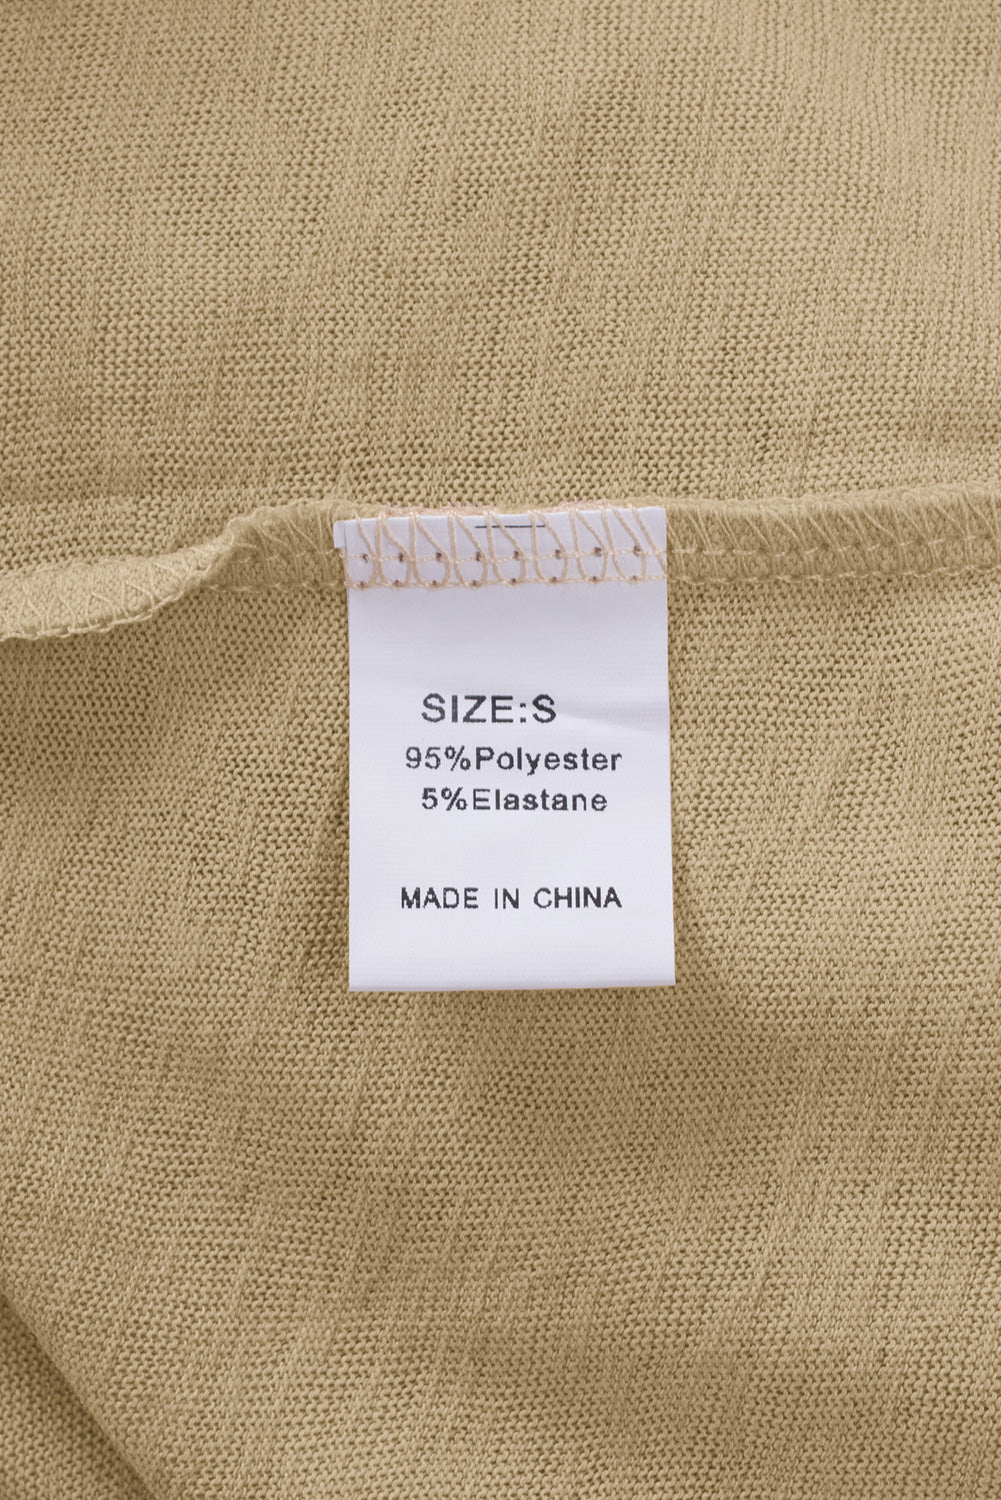 SIZE:S
95%Polyester
5%Elastane
MADE IN CHINA